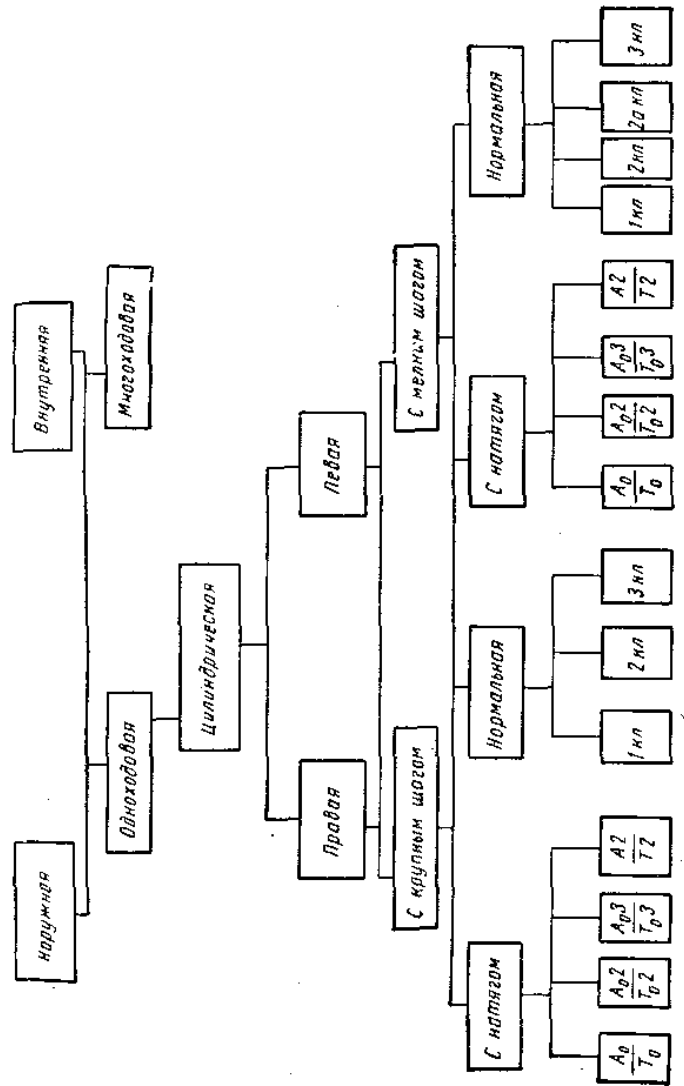 наружная
Внутренняя
Одноходовая
Многоходовая
Цилиндрическая
Правая
Левая
С крупным шагом
С мелким шагом
С натягом
Нормальная
С натягом
Нормальная
A₀/T₀
A₀2/T₀2
A₀3/T₀3
A2/T2
1кл
2кл
3кл
A₀/T₀
A₀2/T₀2
A₀3/T₀3
A2/T2
1кл
2кл
2а кл
3кл